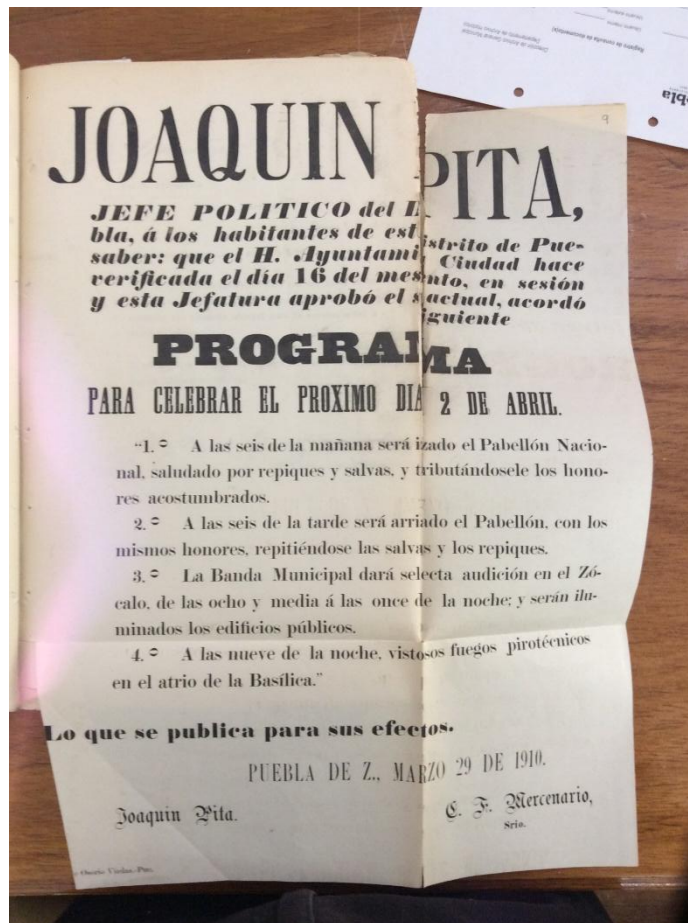 JOAQUIN PITA,
JEFE POLITICO del Distrito de Pue-
bla, á los habitantes de esta Ciudad hace
saber: que el H. Ayuntamiento, en sesión
verificada el día 16 del mes actual, acordó
y esta Jefatura aprobó el siguiente
PROGRAMA
PARA CELEBRAR EL PROXIMO DIA 2 DE ABRIL.
"1. º A las seis de la mañana será izado el Pabellón Nacio-
nal, saludado por repiques y salvas, y tributándosele los hono-
res acostumbrados.
2. º A las seis de la tarde será arriado el Pabellón, con los
mismos honores, repitiéndose las salvas y los repiques.
3. º La Banda Municipal dará selecta audición en el Zó-
calo, de las ocho y media á las once de la noche; y serán ilu-
minados los edificios públicos.
4. º A las nueve de la noche, vistosos fuegos pirotécnicos
en el atrio de la Basílica."
Lo que se publica para sus efectos.
PUEBLA DE Z., MARZO 29 DE 1910.
Joaquin Pita.
C. F. Mercenario,
Srio.
9
Registro de consulta de documental